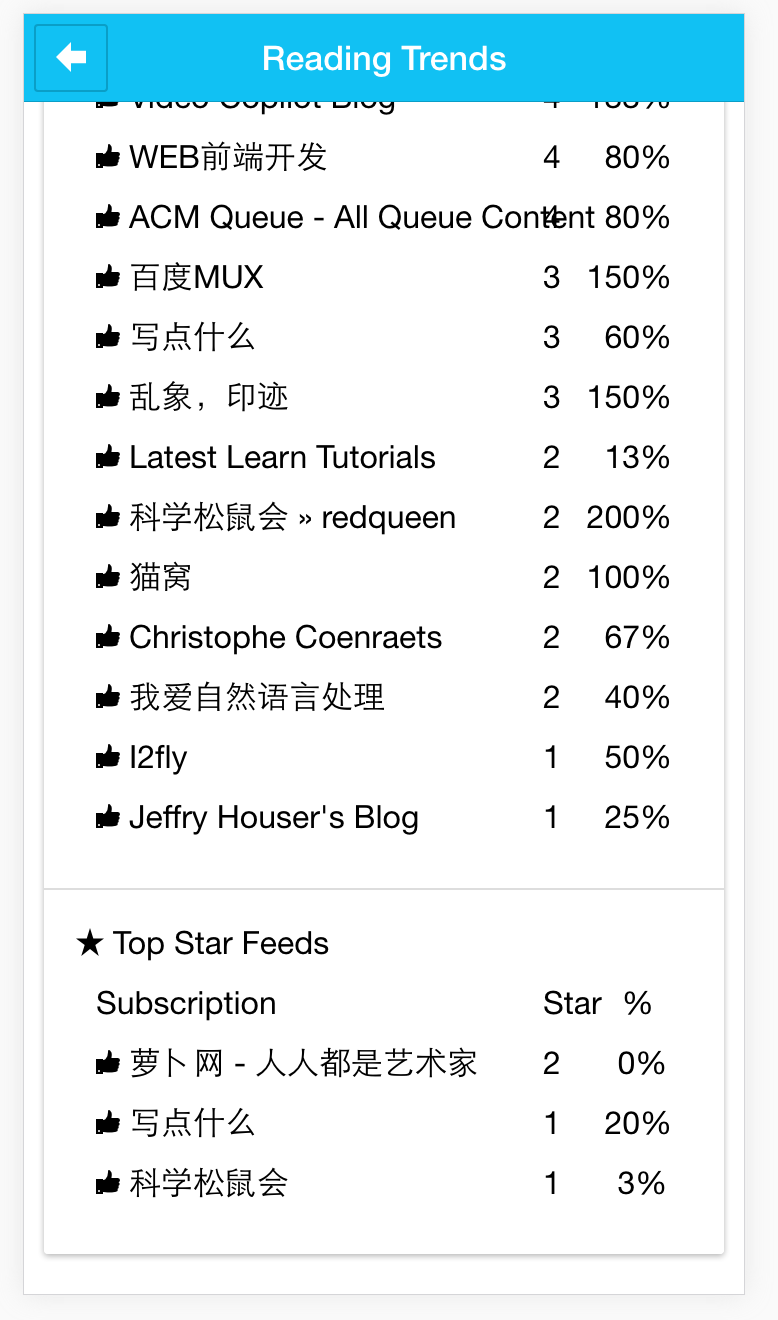 Reading Trends
Video Copilot Blog 4
WEB前端开发 4 80%
ACM Queue - All Queue Content 4 80%
百度MUX 3 150%
写点什么 3 60%
乱象，印迹 3 150%
Latest Learn Tutorials 2 13%
科学松鼠会 » redqueen 2 200%
猫窝 2 100%
Christophe Coenraets 2 67%
我爱自然语言处理 2 40%
I2fly 1 50%
Jeffry Houser's Blog 1 25%
★ Top Star Feeds
Subscription Star %
萝卜网 - 人人都是艺术家 2 0%
写点什么 1 20%
科学松鼠会 1 3%